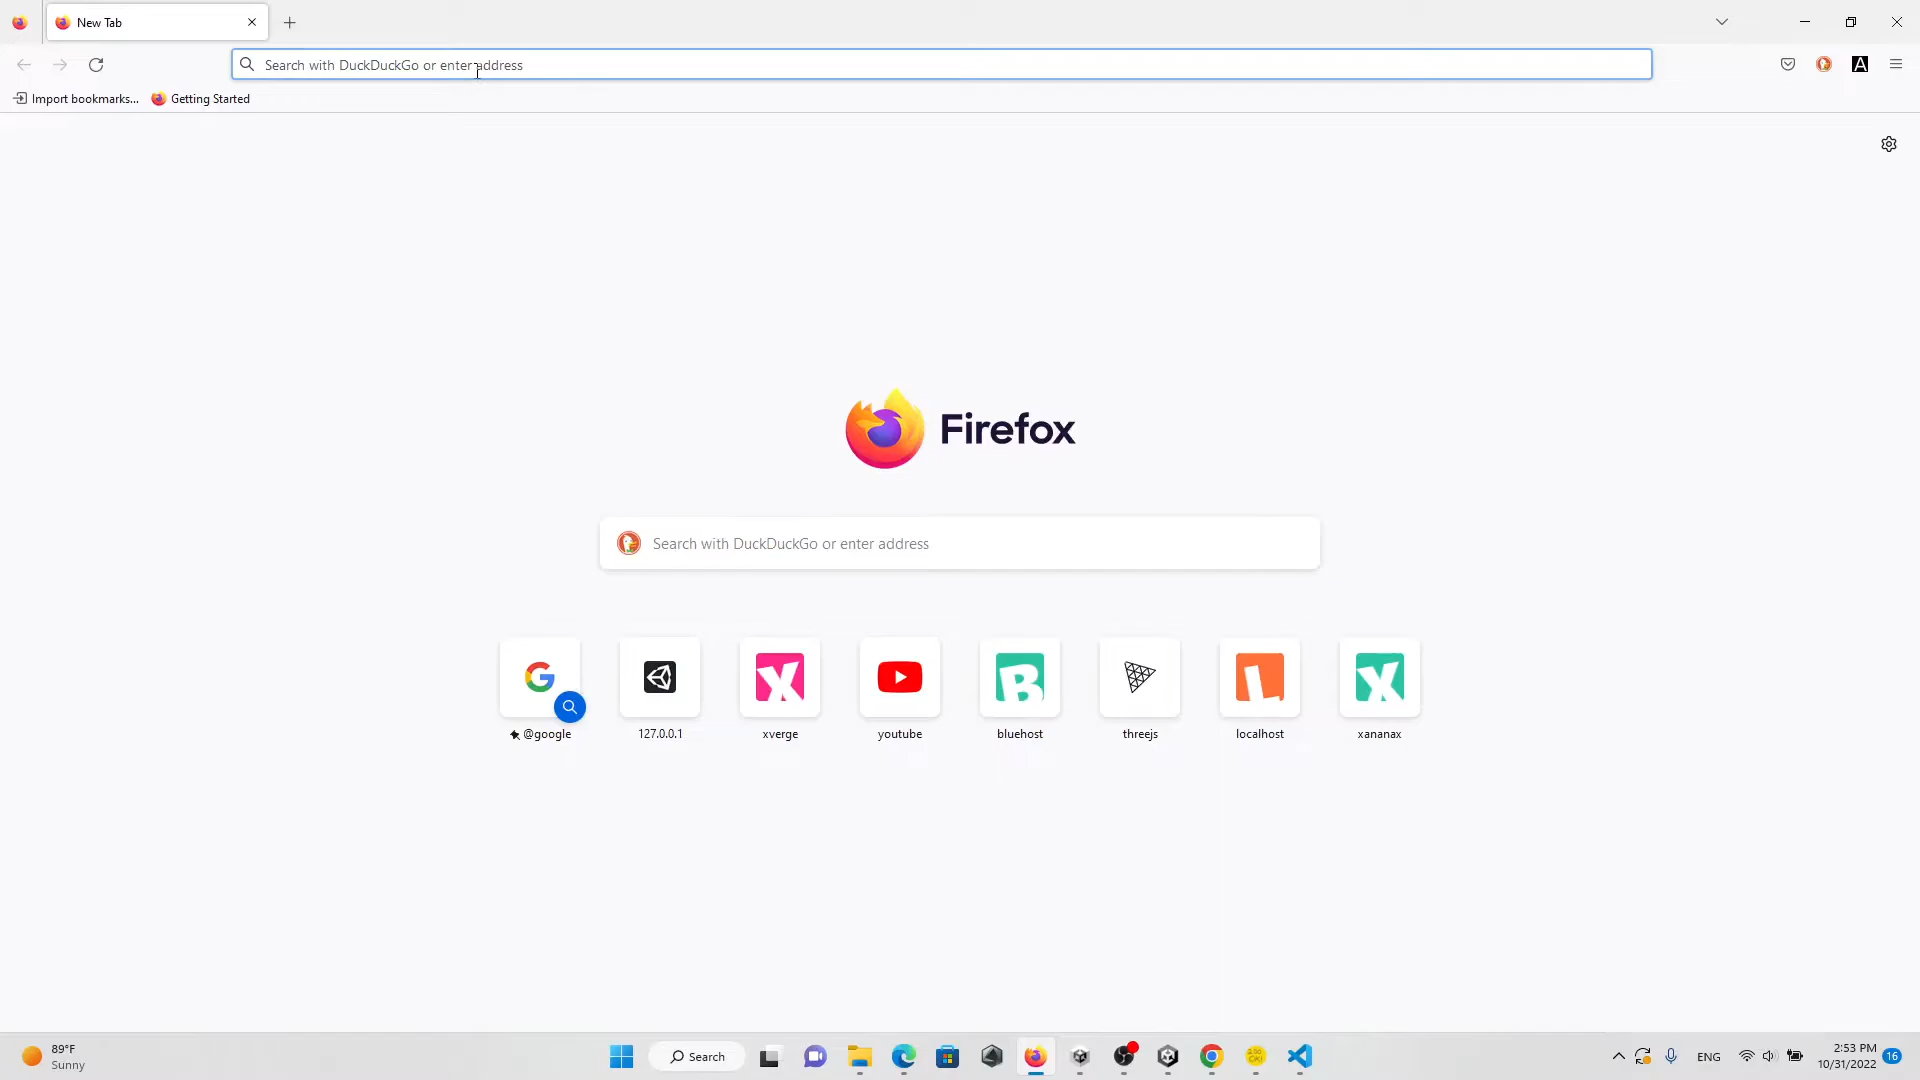 New Tab
Search with DuckDuckGo or enter address
A
Import bookmarks...
Getting Started
Firefox
Search with DuckDuckGo or enter address
G
X
B
L
X
@google
127.0.0.1
xverge
youtube
bluehost
threejs
localhost
xananax
89°F
Sunny
Search
ENG
2:53 PM
10/31/2022
16